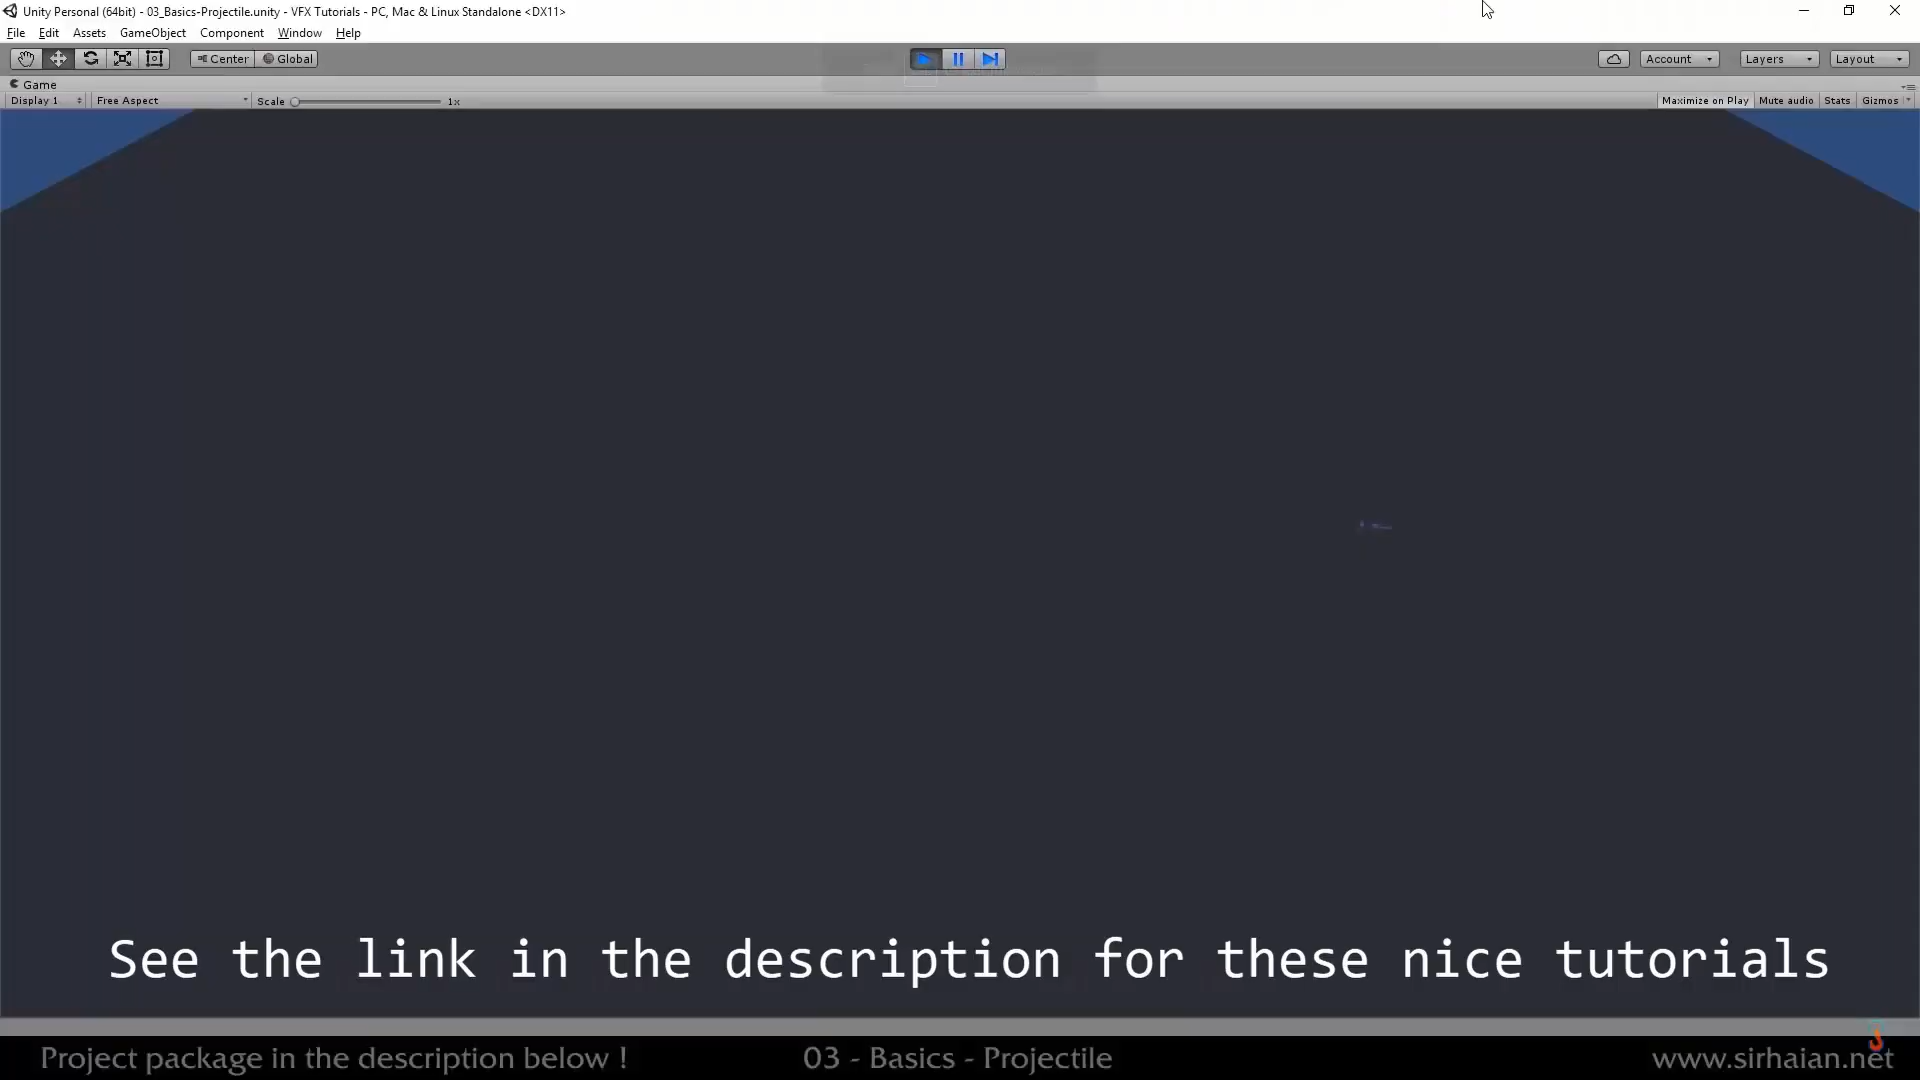 Unity Personal (64bit) - 03_Basics-Projectile.unity - VFX Tutorials - PC, Mac & Linux Standalone <DX11>
File Edit Assets GameObject Component Window Help
Center Global Account Layers Layout
Game
Display 1 Free Aspect Scale 1x Maximize on Play Mute audio Stats Gizmos
See the link in the description for these nice tutorials
Project package in the description below ! 03 - Basics - Projectile www.sirhaian.net